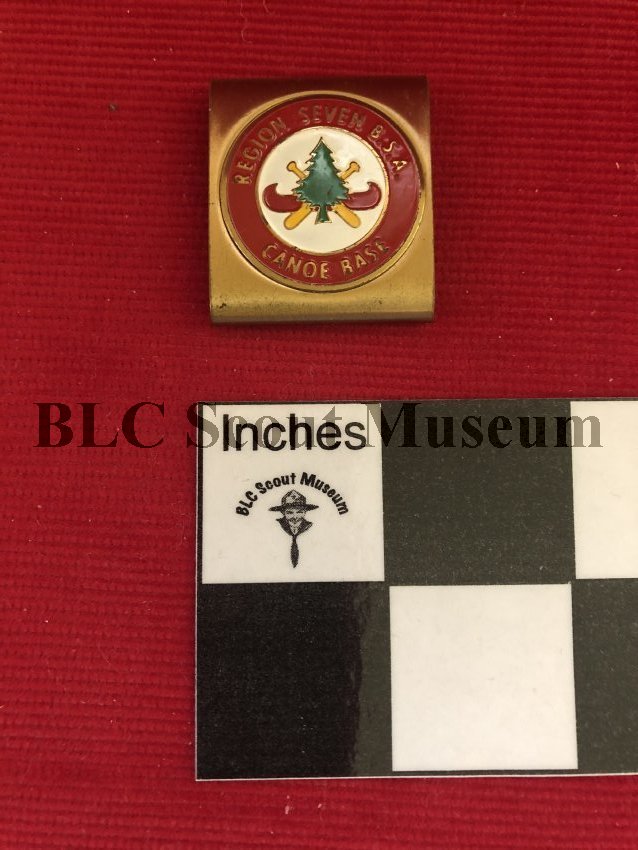 REGION SEVEN B.S.A.
CANOE BASE
BLC Scout Museum
Inches
BLC Scout Museum